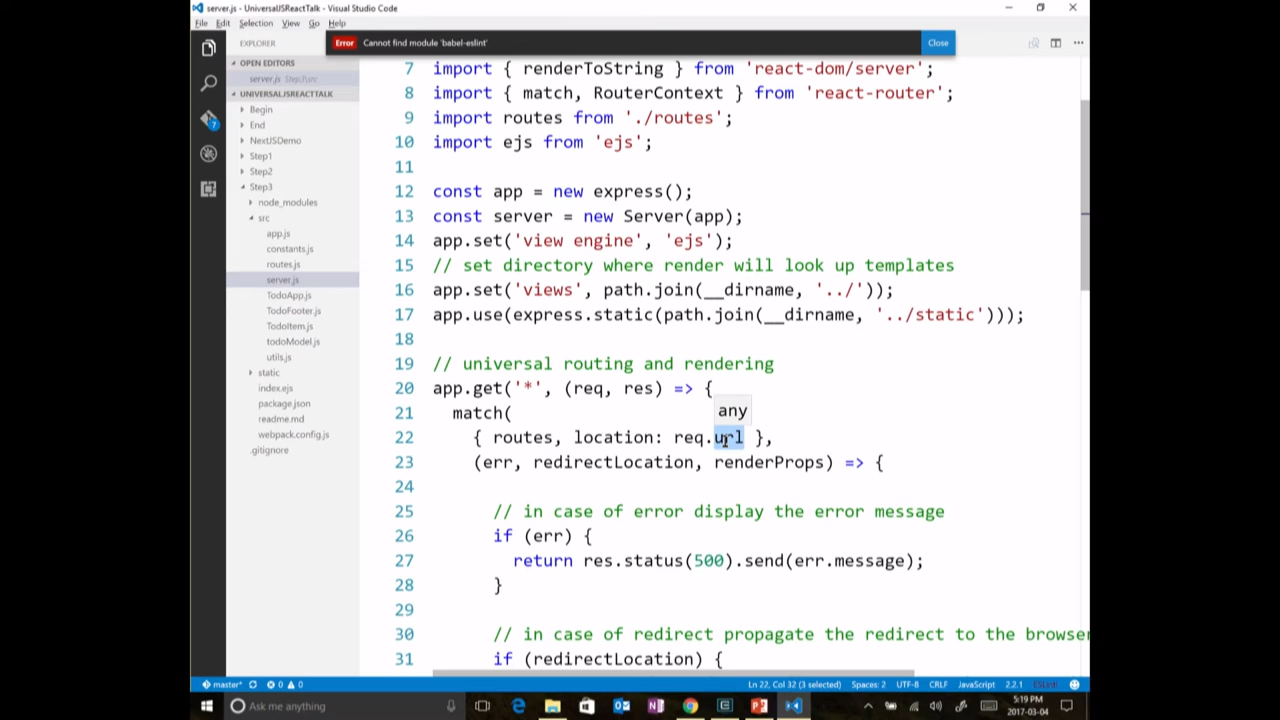 server.js - UniversalJSReactTalk - Visual Studio Code
File Edit Selection View Go Help
EXPLORER
Error Cannot find module 'babel-eslint'
Close
OPEN EDITORS
server.js Step3\src
UNIVERSALJSREACTTALK
Begin
End
NextJSDemo
Step1
Step2
Step3
node_modules
src
app.js
constants.js
routes.js
server.js
TodoApp.js
TodoFooter.js
TodoItem.js
todoModel.js
utils.js
static
index.ejs
package.json
readme.md
webpack.config.js
.gitignore
7 import { renderToString } from 'react-dom/server';
8 import { match, RouterContext } from 'react-router';
9 import routes from './routes';
10 import ejs from 'ejs';
11
12 const app = new express();
13 const server = new Server(app);
14 app.set('view engine', 'ejs');
15 // set directory where render will look up templates
16 app.set('views', path.join(__dirname, '../'));
17 app.use(express.static(path.join(__dirname, '../static')));
18
19 // universal routing and rendering
20 app.get('*', (req, res) => {
any
21 match(
22 { routes, location: req.url },
23 (err, redirectLocation, renderProps) => {
24
25 // in case of error display the error message
26 if (err) {
27 return res.status(500).send(err.message);
28 }
29
30 // in case of redirect propagate the redirect to the browser
31 if (redirectLocation) {
master* 0 0
Ln 22, Col 32 (3 selected) Spaces: 2 UTF-8 CRLF JavaScript 2.2.1 ESLint
Ask me anything
5:19 PM
2017-03-04